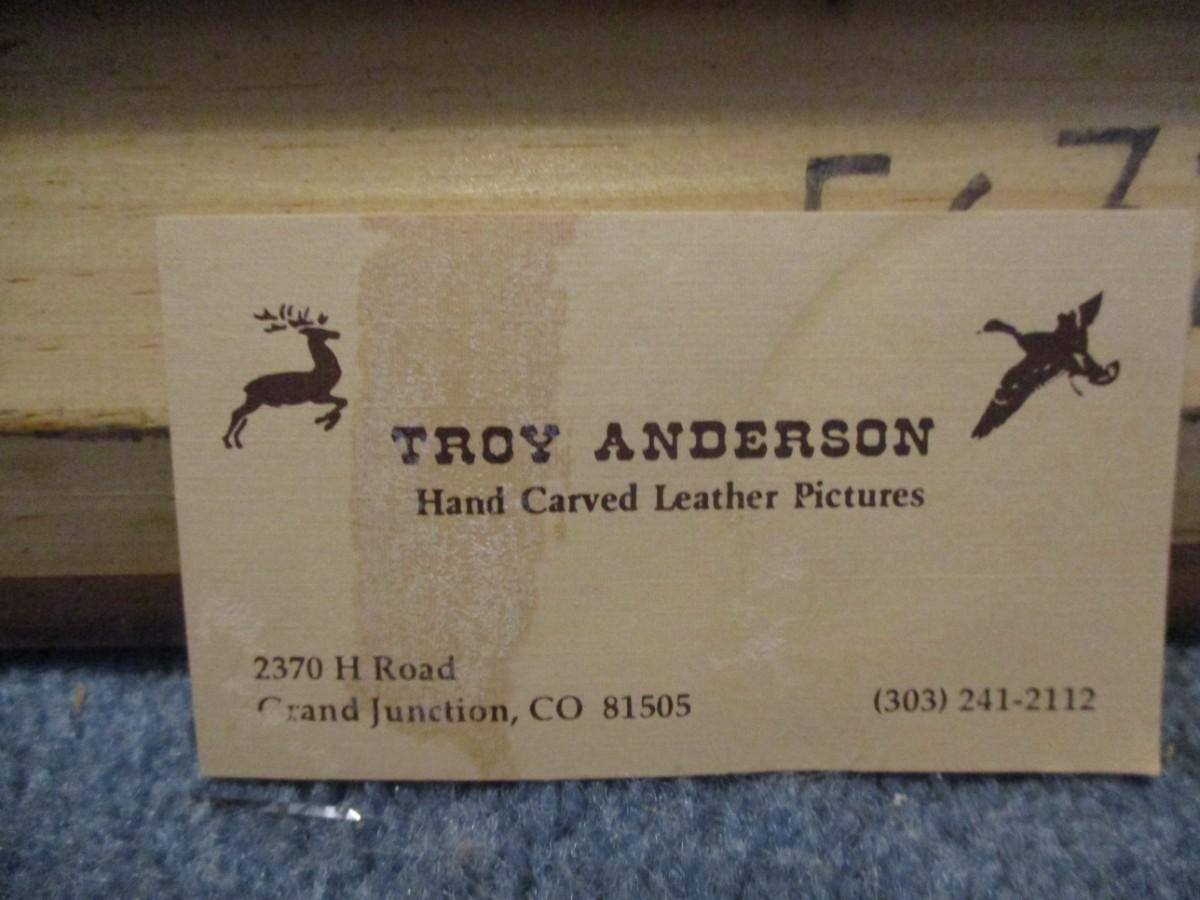 TROY ANDERSON
Hand Carved Leather Pictures
2370 H Road
Grand Junction, CO 81505
(303) 241-2112